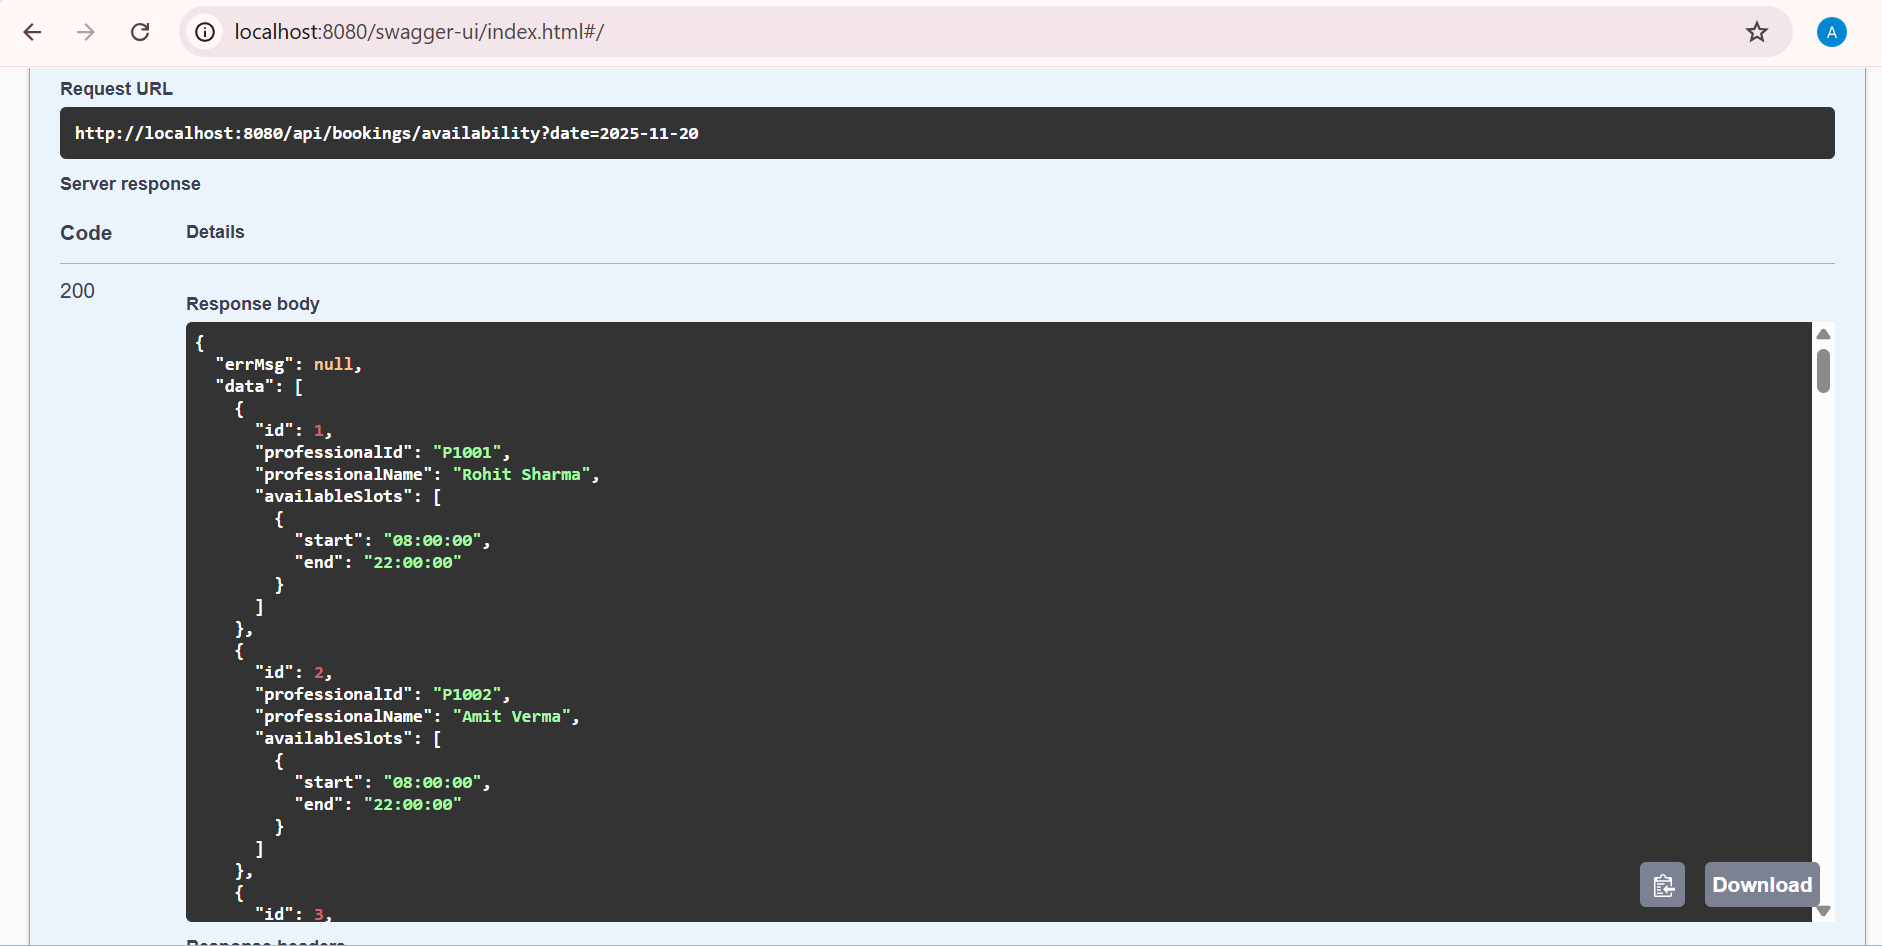 localhost:8080/swagger-ui/index.html#/
A
Request URL
http://localhost:8080/api/bookings/availability?date=2025-11-20
Server response
Code Details
200
Response body
{
  "errMsg": null,
  "data": [
    {
      "id": 1,
      "professionalId": "P1001",
      "professionalName": "Rohit Sharma",
      "availableSlots": [
        {
          "start": "08:00:00",
          "end": "22:00:00"
        }
      ]
    },
    {
      "id": 2,
      "professionalId": "P1002",
      "professionalName": "Amit Verma",
      "availableSlots": [
        {
          "start": "08:00:00",
          "end": "22:00:00"
        }
      ]
    },
    {
      "id": 3,
Download
Response headers